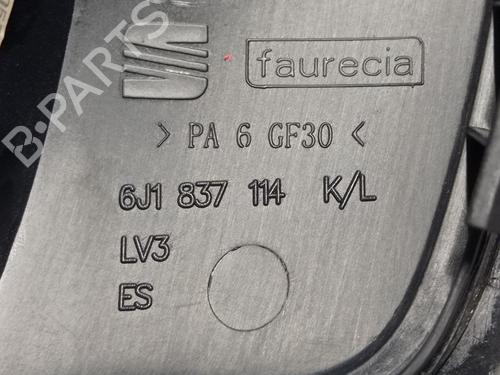 faurecia
> PA 6 GF30 <
6J1 837 114 K/L
LV3
ES
B-PARTS